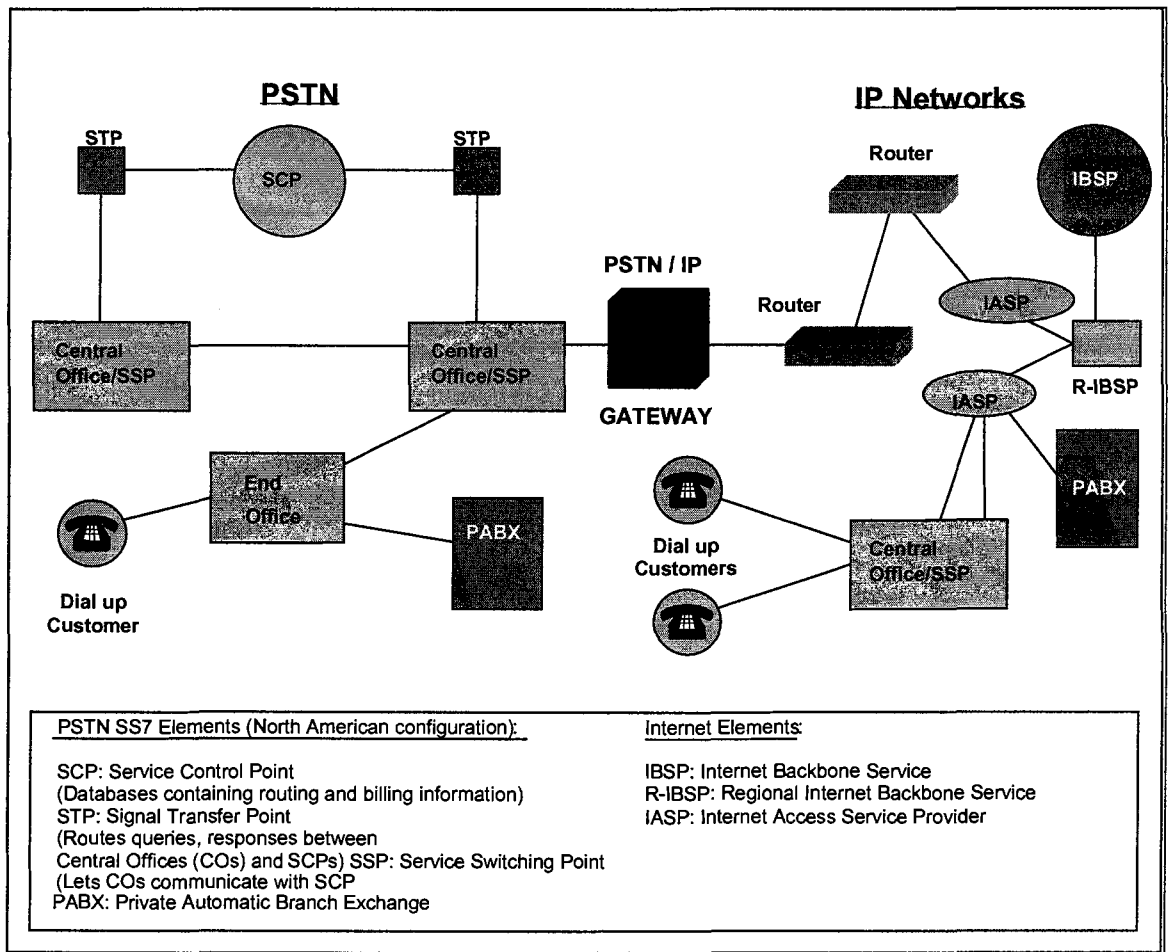 PSTN
IP Networks
STP
SCP
STP
Router
IBSP
PSTN / IP
Router
IASP
Central
Office/SSP
Central
Office/SSP
GATEWAY
R-IBSP
IASP
End
Office
PABX
PABX
Dial up
Customer
Dial up
Customers
Central
Office/SSP
PSTN SS7 Elements (North American configuration):
SCP: Service Control Point
(Databases containing routing and billing information)
STP: Signal Transfer Point
(Routes queries, responses between
Central Offices (COs) and SCPs) SSP: Service Switching Point
(Lets COs communicate with SCP
PABX: Private Automatic Branch Exchange
Internet Elements:
IBSP: Internet Backbone Service
R-IBSP: Regional Internet Backbone Service
IASP: Internet Access Service Provider